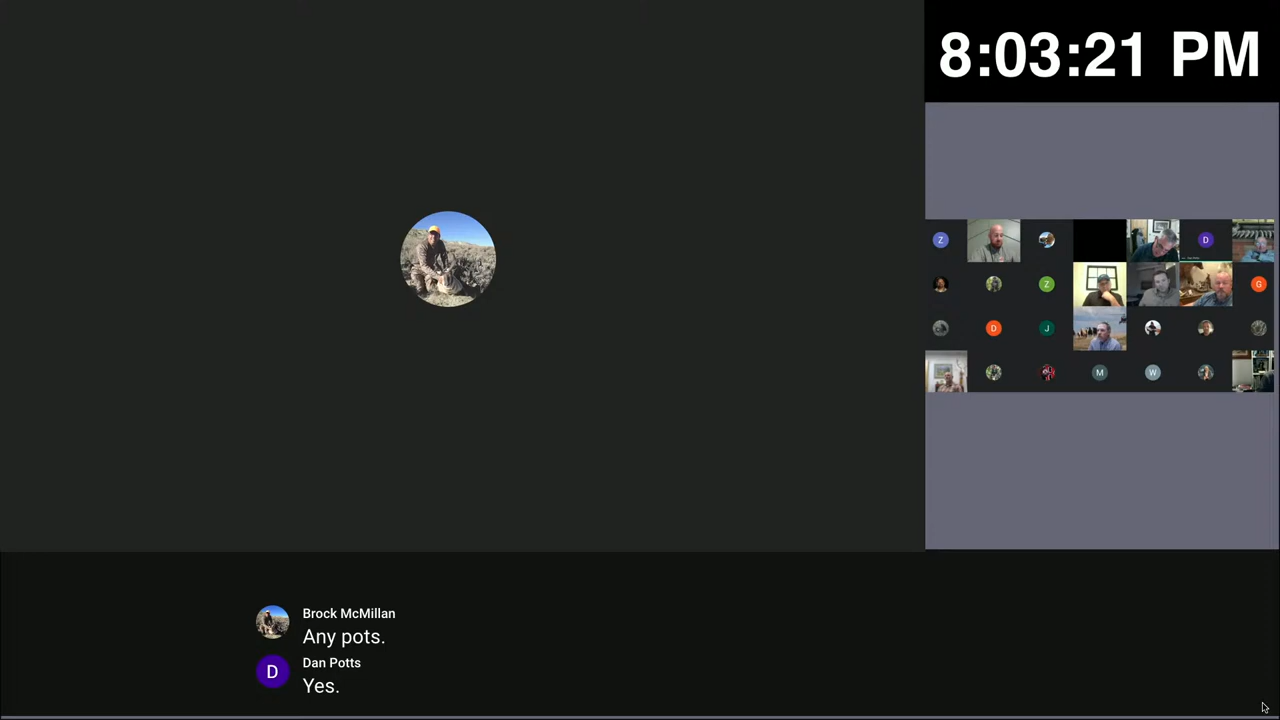 8:03:21 PM
Z
D
Z
G
D
J
M
W
Brock McMillan
Any pots.
D
Dan Potts
Yes.